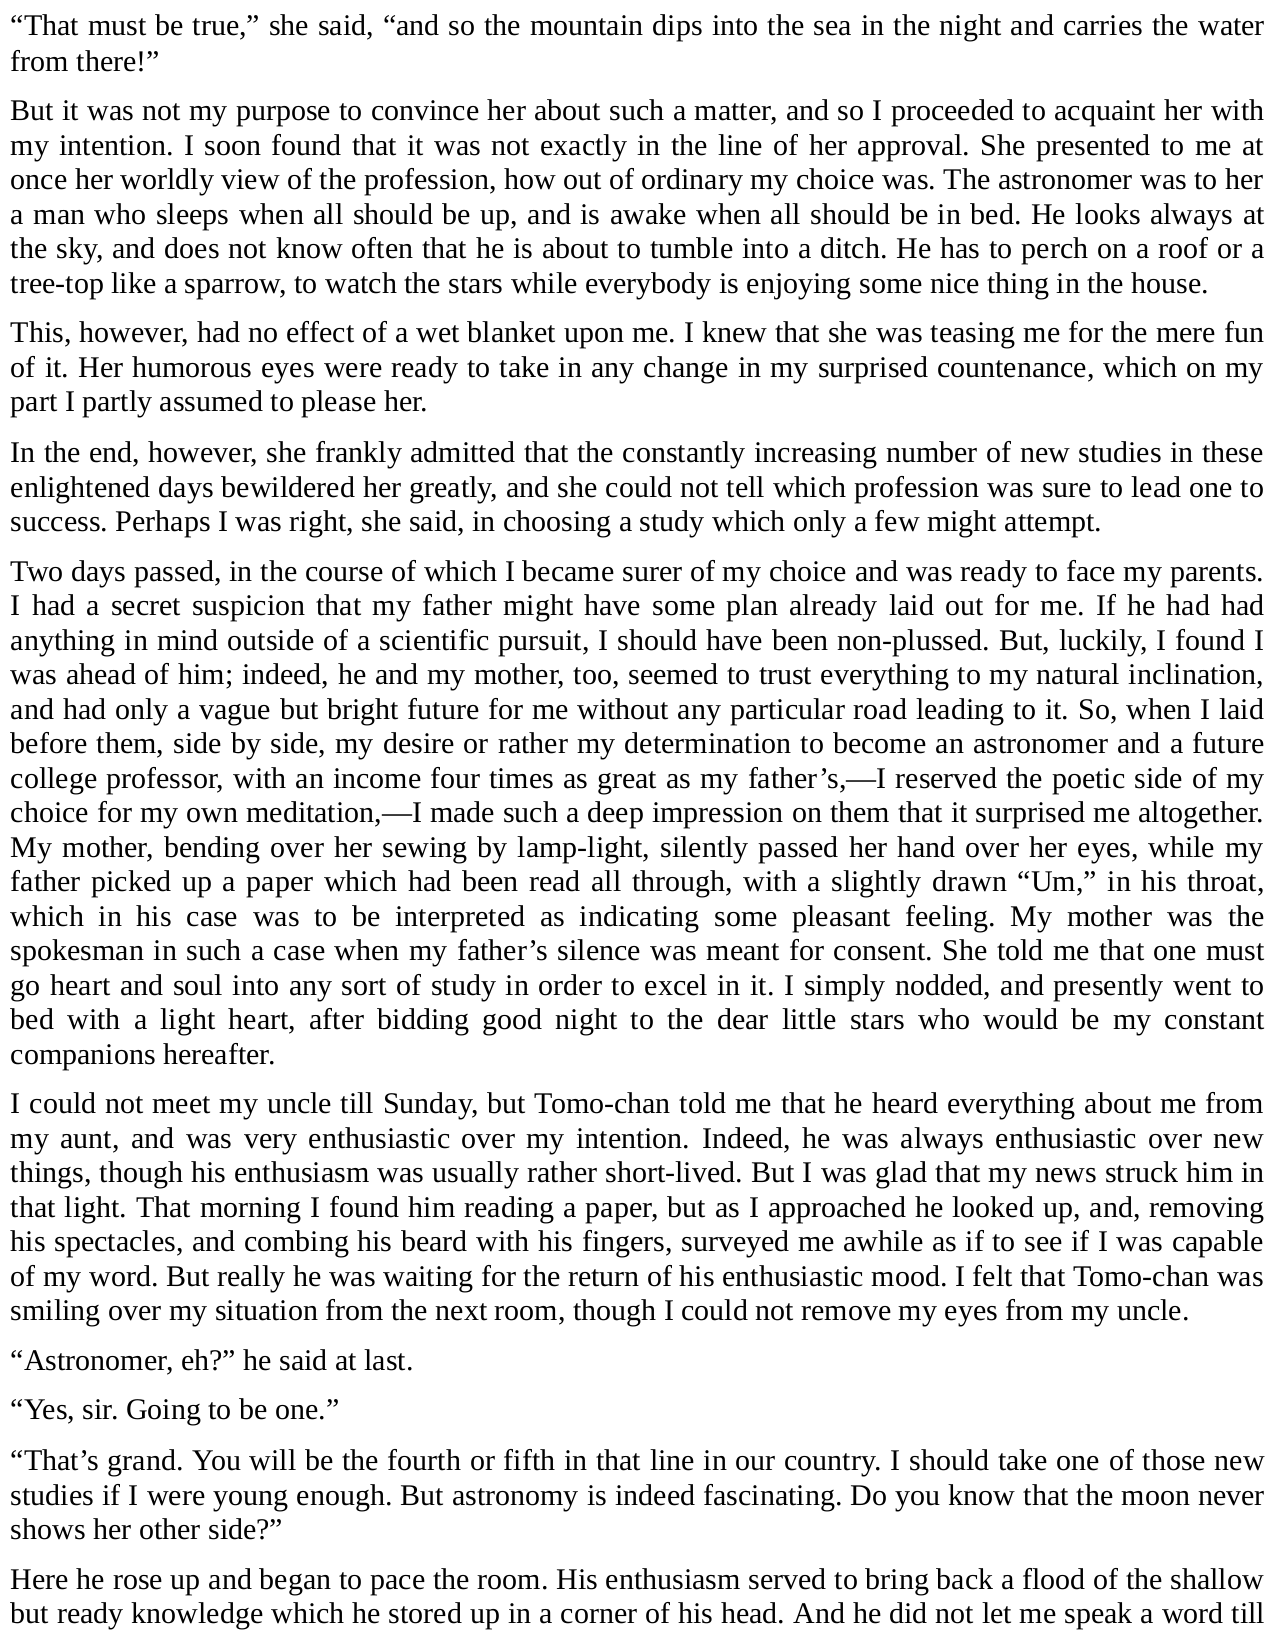 “That must be true,” she said, “and so the mountain dips into the sea in the night and carries the water
from there!”
But it was not my purpose to convince her about such a matter, and so I proceeded to acquaint her with
my intention. I soon found that it was not exactly in the line of her approval. She presented to me at
once her worldly view of the profession, how out of ordinary my choice was. The astronomer was to her
a man who sleeps when all should be up, and is awake when all should be in bed. He looks always at
the sky, and does not know often that he is about to tumble into a ditch. He has to perch on a roof or a
tree-top like a sparrow, to watch the stars while everybody is enjoying some nice thing in the house.
This, however, had no effect of a wet blanket upon me. I knew that she was teasing me for the mere fun
of it. Her humorous eyes were ready to take in any change in my surprised countenance, which on my
part I partly assumed to please her.
In the end, however, she frankly admitted that the constantly increasing number of new studies in these
enlightened days bewildered her greatly, and she could not tell which profession was sure to lead one to
success. Perhaps I was right, she said, in choosing a study which only a few might attempt.
Two days passed, in the course of which I became surer of my choice and was ready to face my parents.
I had a secret suspicion that my father might have some plan already laid out for me. If he had had
anything in mind outside of a scientific pursuit, I should have been non-plussed. But, luckily, I found I
was ahead of him; indeed, he and my mother, too, seemed to trust everything to my natural inclination,
and had only a vague but bright future for me without any particular road leading to it. So, when I laid
before them, side by side, my desire or rather my determination to become an astronomer and a future
college professor, with an income four times as great as my father’s,—I reserved the poetic side of my
choice for my own meditation,—I made such a deep impression on them that it surprised me altogether.
My mother, bending over her sewing by lamp-light, silently passed her hand over her eyes, while my
father picked up a paper which had been read all through, with a slightly drawn “Um,” in his throat,
which in his case was to be interpreted as indicating some pleasant feeling. My mother was the
spokesman in such a case when my father’s silence was meant for consent. She told me that one must
go heart and soul into any sort of study in order to excel in it. I simply nodded, and presently went to
bed with a light heart, after bidding good night to the dear little stars who would be my constant
companions hereafter.
I could not meet my uncle till Sunday, but Tomo-chan told me that he heard everything about me from
my aunt, and was very enthusiastic over my intention. Indeed, he was always enthusiastic over new
things, though his enthusiasm was usually rather short-lived. But I was glad that my news struck him in
that light. That morning I found him reading a paper, but as I approached he looked up, and, removing
his spectacles, and combing his beard with his fingers, surveyed me awhile as if to see if I was capable
of my word. But really he was waiting for the return of his enthusiastic mood. I felt that Tomo-chan was
smiling over my situation from the next room, though I could not remove my eyes from my uncle.
“Astronomer, eh?” he said at last.
“Yes, sir. Going to be one.”
“That’s grand. You will be the fourth or fifth in that line in our country. I should take one of those new
studies if I were young enough. But astronomy is indeed fascinating. Do you know that the moon never
shows her other side?”
Here he rose up and began to pace the room. His enthusiasm served to bring back a flood of the shallow
but ready knowledge which he stored up in a corner of his head. And he did not let me speak a word till